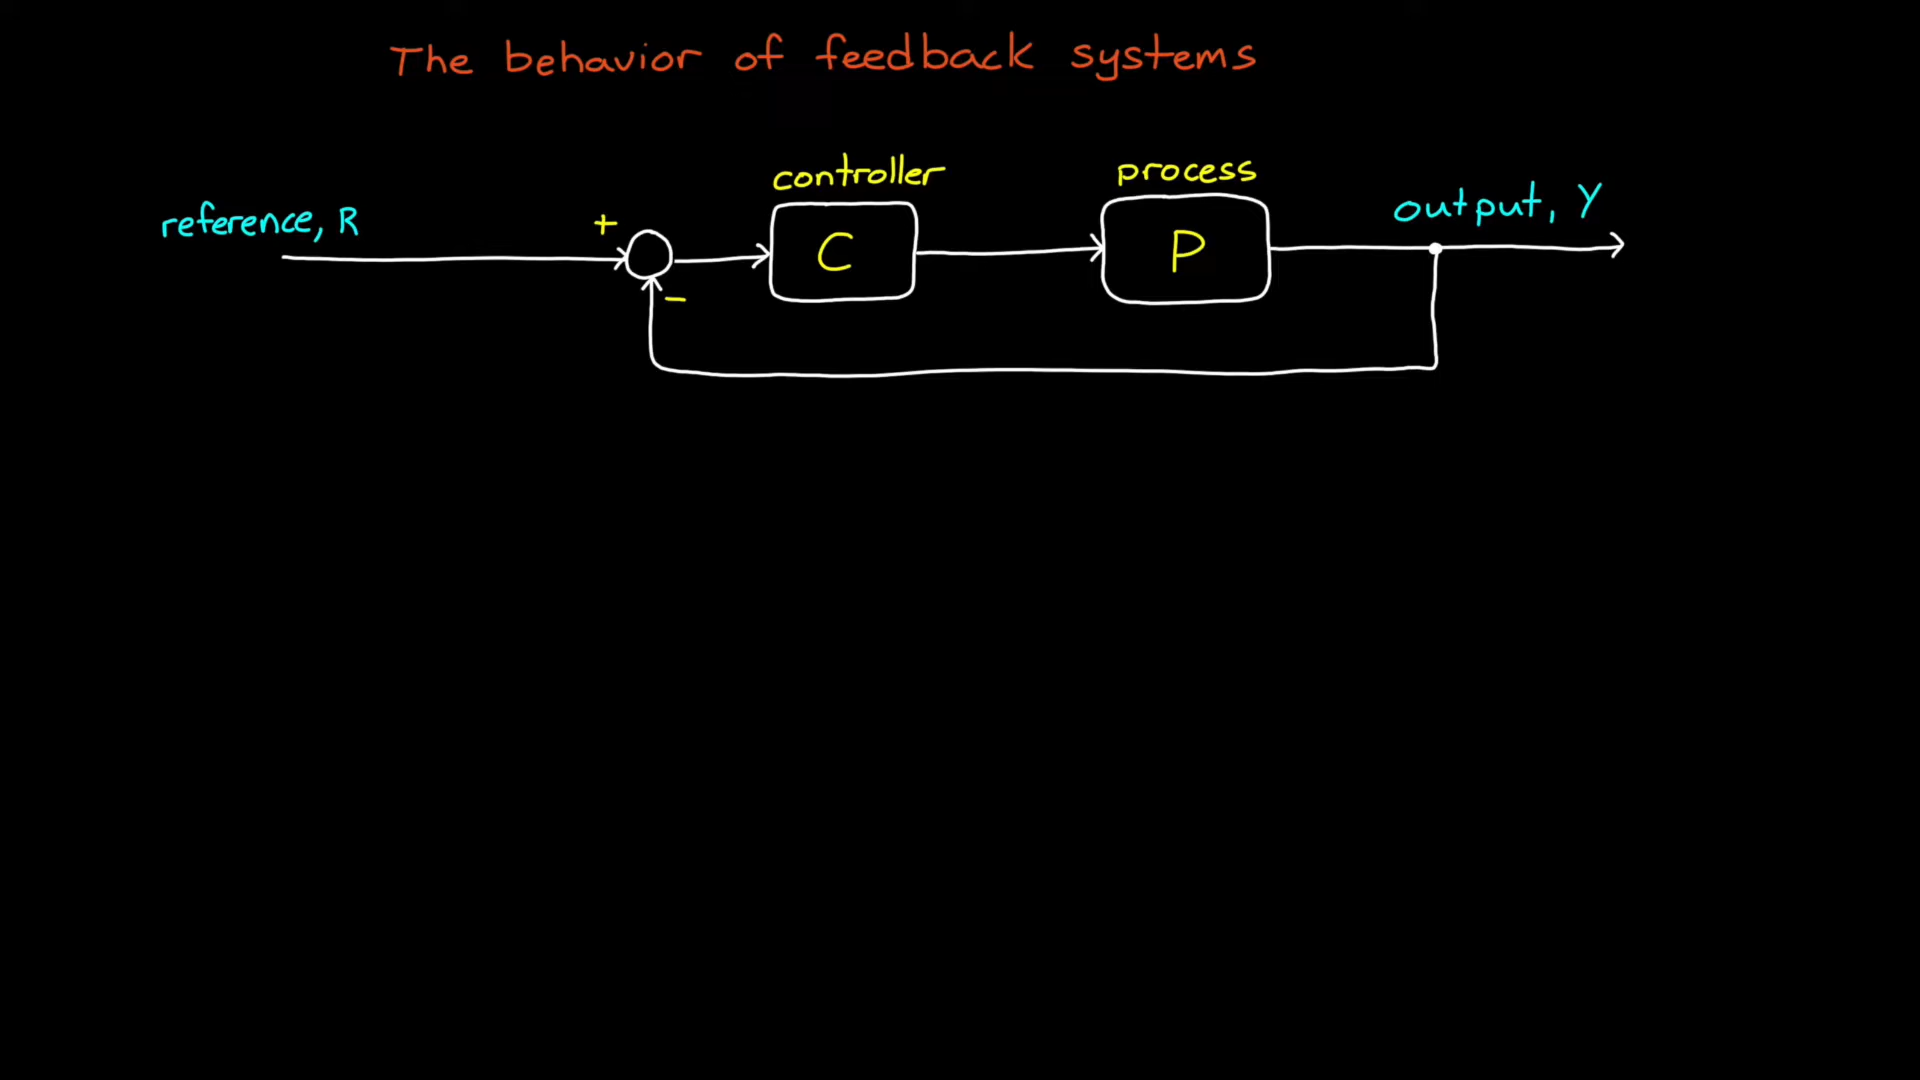 The behavior of feedback systems
controller
process
reference, R
output, Y
+
C
P
-